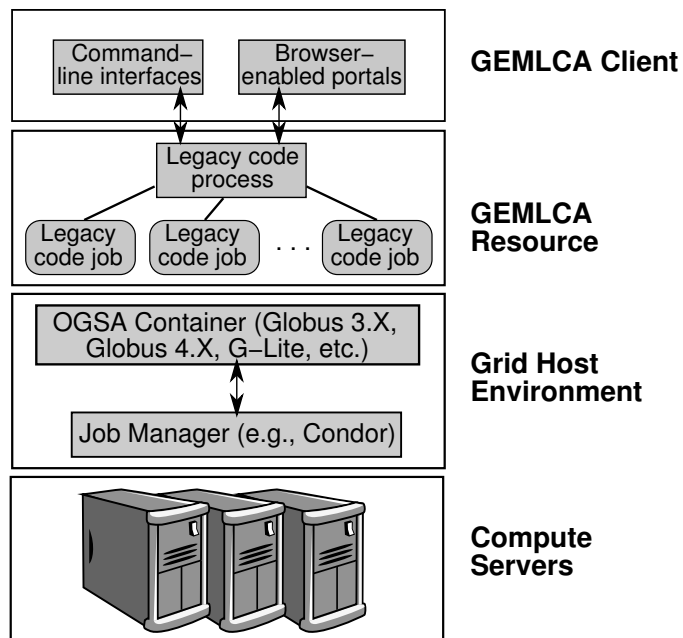 Command–
line interfaces
Browser–
enabled portals
GEMLCA Client
Legacy code
process
Legacy
code job
Legacy
code job
. . .
Legacy
code job
GEMLCA
Resource
OGSA Container (Globus 3.X,
Globus 4.X, G–Lite, etc.)
Job Manager (e.g., Condor)
Grid Host
Environment
Compute
Servers